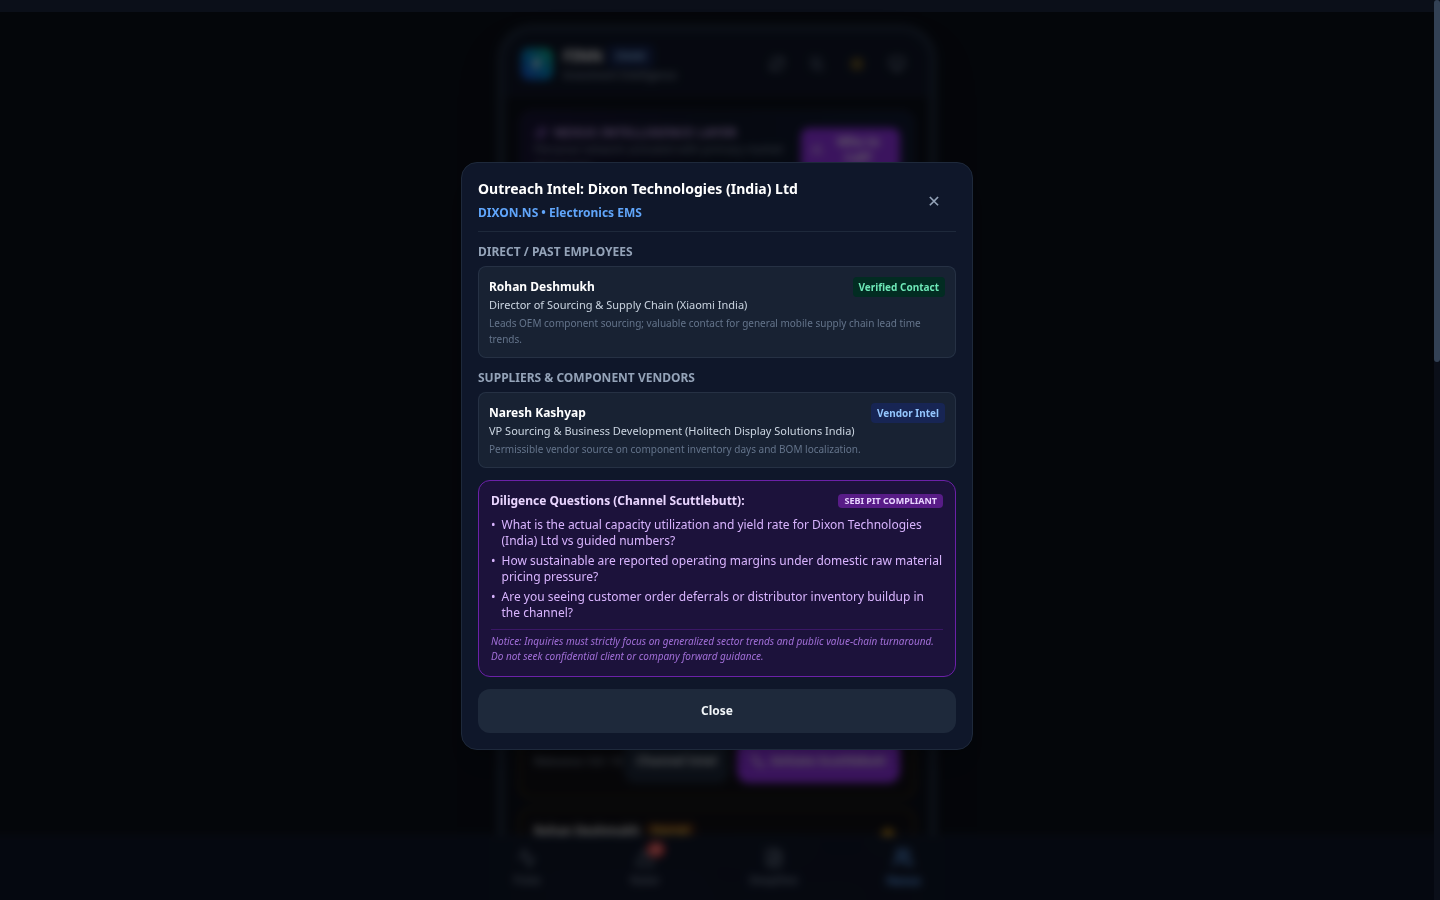 Outreach Intel: Dixon Technologies (India) Ltd
DIXON.NS • Electronics EMS
✕
DIRECT / PAST EMPLOYEES
Rohan Deshmukh
Verified Contact
Director of Sourcing & Supply Chain (Xiaomi India)
Leads OEM component sourcing; valuable contact for general mobile supply chain lead time
trends.
SUPPLIERS & COMPONENT VENDORS
Naresh Kashyap
Vendor Intel
VP Sourcing & Business Development (Holitech Display Solutions India)
Permissible vendor source on component inventory days and BOM localization.
Diligence Questions (Channel Scuttlebutt):
SEBI PIT COMPLIANT
• What is the actual capacity utilization and yield rate for Dixon Technologies
(India) Ltd vs guided numbers?
• How sustainable are reported operating margins under domestic raw material
pricing pressure?
• Are you seeing customer order deferrals or distributor inventory buildup in
the channel?
Notice: Inquiries must strictly focus on generalized sector trends and public value-chain turnaround.
Do not seek confidential client or company forward guidance.
Close
Rohan Deshmukh